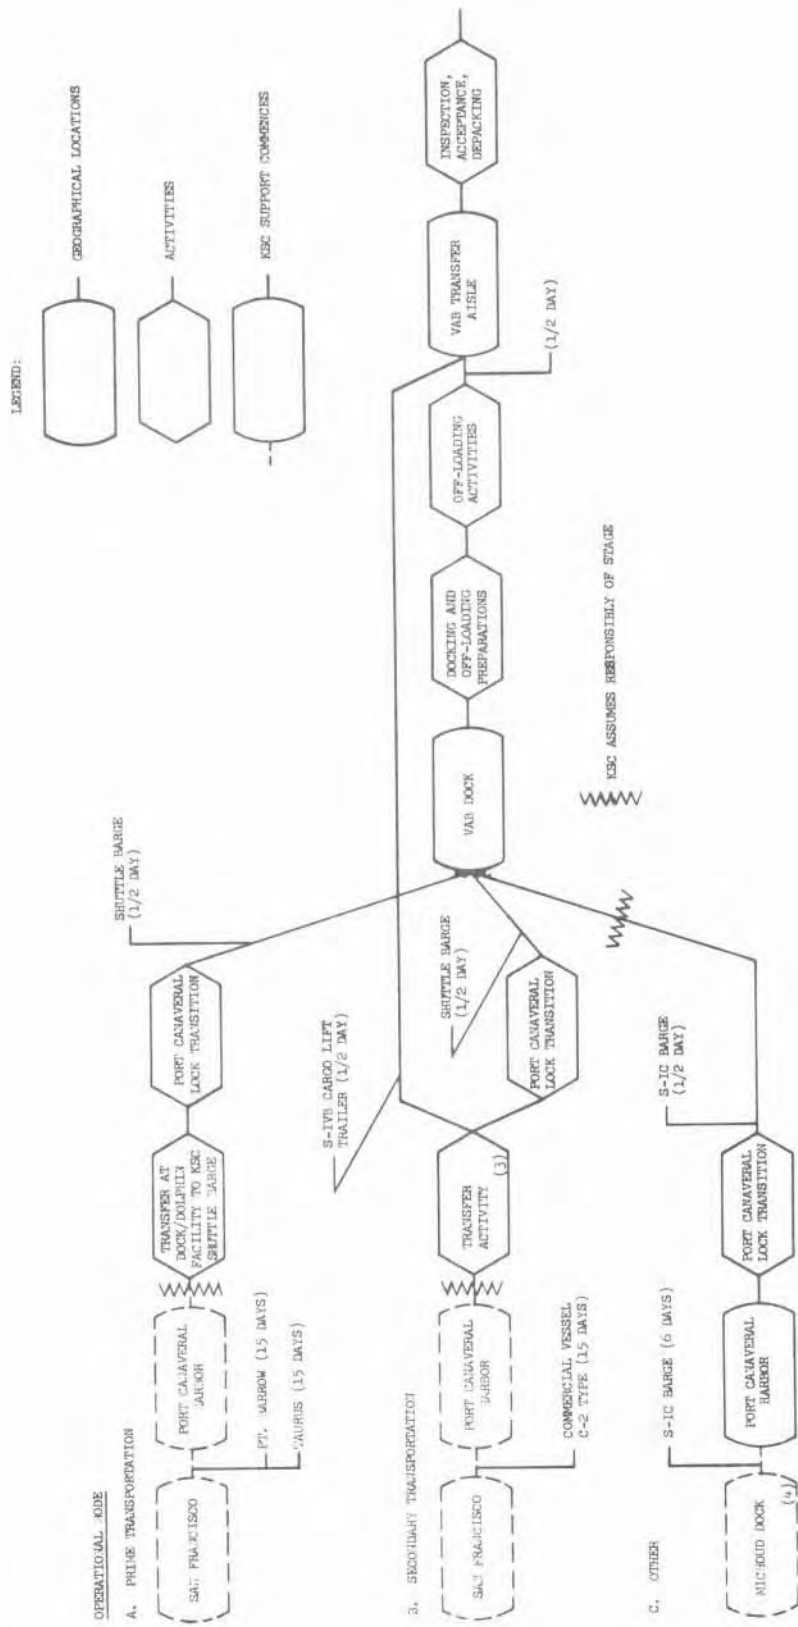 LEGEND:
GEOGRAPHICAL LOCATIONS
ACTIVITIES
KSC SUPPORT COMMENCES
OPERATIONAL MODE
A. PRIME TRANSPORTATION
SAN FRANCISCO
PT. BARROW (15 DAYS)
TAURUS (15 DAYS)
PORT CANAVERAL
HARBOR
TRANSFER AT
DOCK/DOLPHIN
FACILITY TO KSC
SHUTTLE BARGE
PORT CANAVERAL
LOCK TRANSITION
SHUTTLE BARGE
(1/2 DAY)
B. SECONDARY TRANSPORTATION
SAN FRANCISCO
COMMERCIAL VESSEL
C-2 TYPE (15 DAYS)
PORT CANAVERAL
HARBOR
TRANSFER
ACTIVITY
(3)
S-IVB CARGO LIFT
TRAILER (1/2 DAY)
PORT CANAVERAL
LOCK TRANSITION
SHUTTLE BARGE
(1/2 DAY)
VAB DOCK
DOCKING AND
OFF-LOADING
PREPARATIONS
OFF-LOADING
ACTIVITIES
(1/2 DAY)
VAB TRANSFER
AISLE
INSPECTION,
ACCEPTANCE,
DEPACKING
C. OTHER
MICHOUD DOCK
(4)
S-IC BARGE (6 DAYS)
PORT CANAVERAL
HARBOR
PORT CANAVERAL
LOCK TRANSITION
S-IC BARGE
(1/2 DAY)
KSC ASSUMES RESPONSIBLY OF STAGE